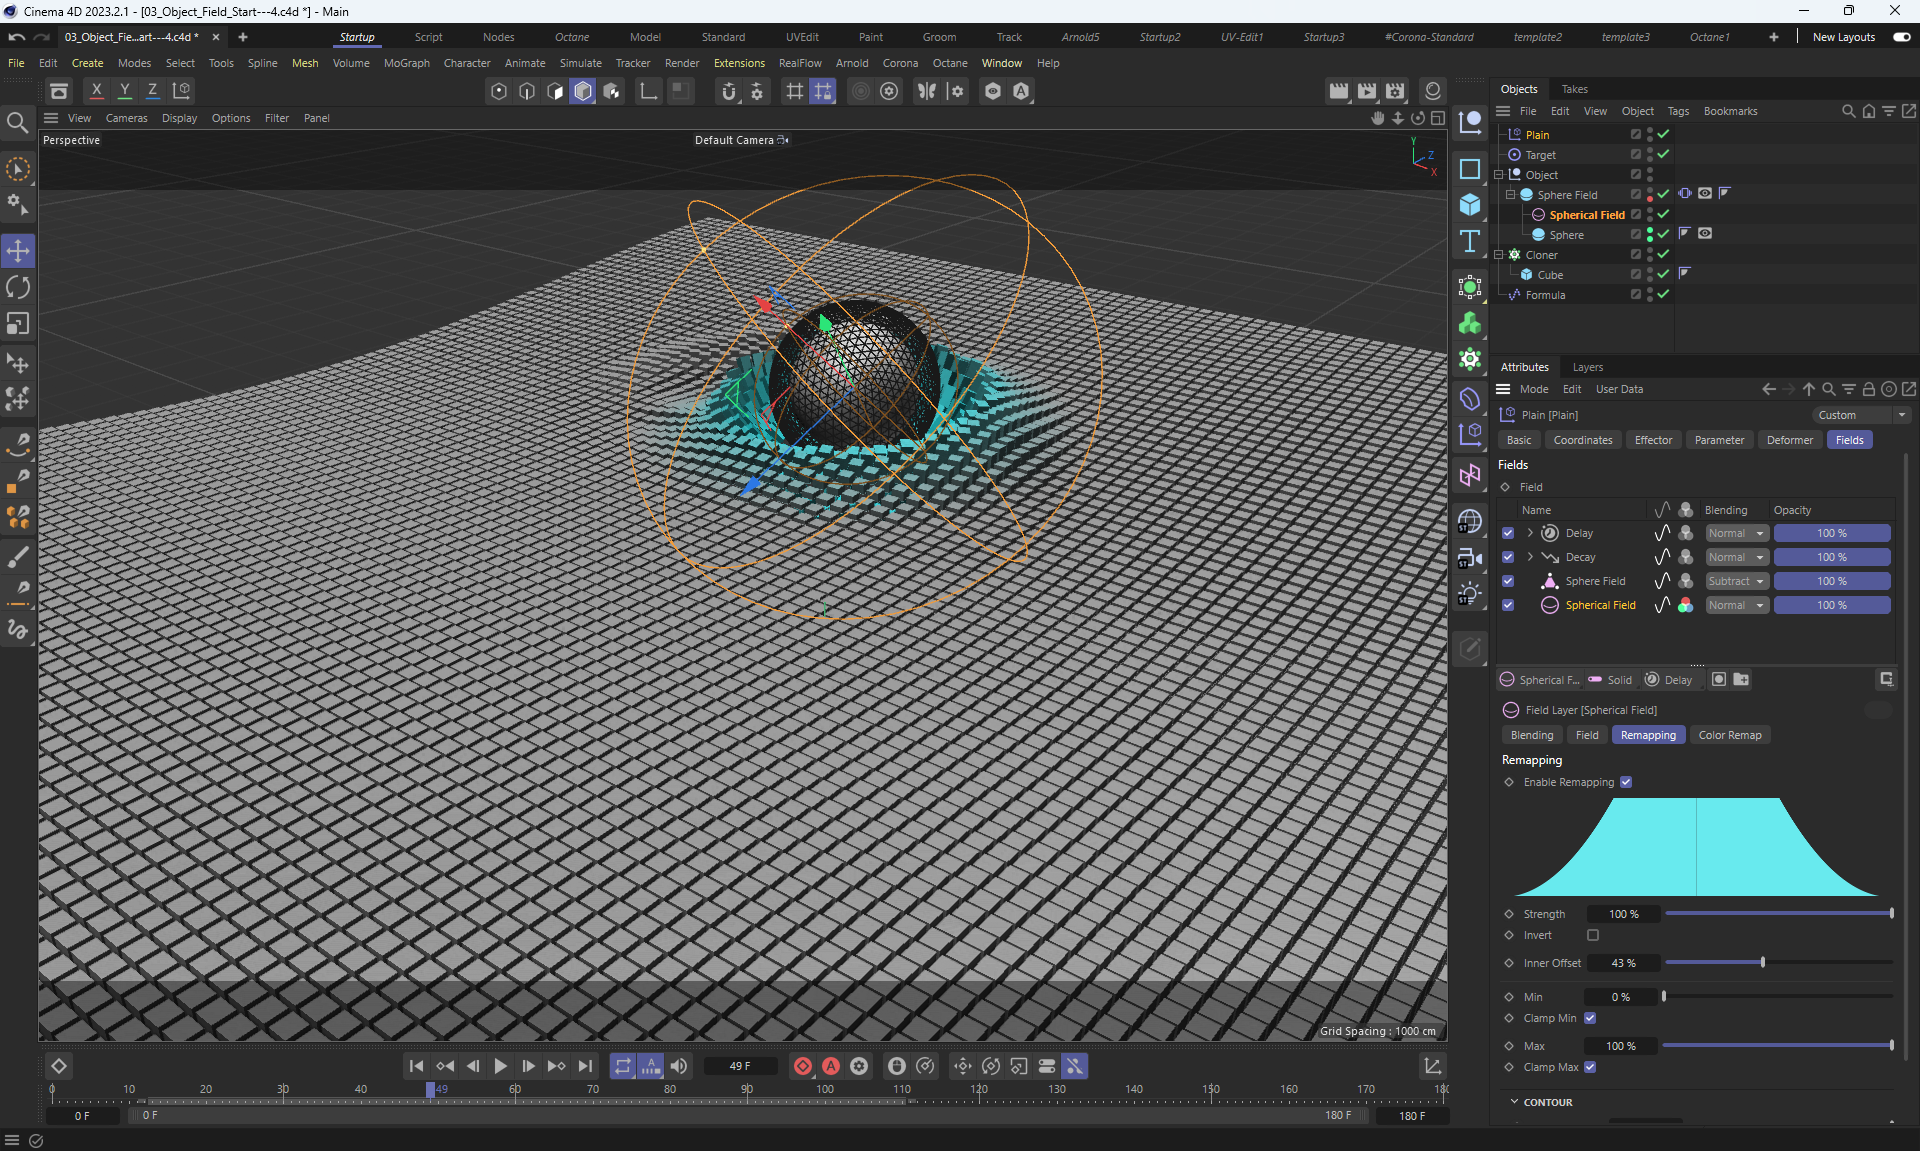 Cinema 4D 2023.2.1 - [03_Object_Field_Start---4.c4d *] - Main
03_Object_Fie...art---4.c4d *
Startup Script Nodes Octane Model Standard UVEdit Paint Groom Track Arnold5 Startup2 UV-Edit1 Startup3 #Corona-Standard template2 template3 Octane1 New Layouts
File Edit Create Modes Select Tools Spline Mesh Volume MoGraph Character Animate Simulate Tracker Render Extensions RealFlow Arnold Corona Octane Window Help
X Y Z
Objects Takes
File Edit View Object Tags Bookmarks
View Cameras Display Options Filter Panel
Perspective
Default Camera
Y
Z
X
Plain
Target
Object
Sphere Field
Spherical Field
Sphere
Cloner
Cube
Formula
Attributes Layers
Mode Edit User Data
Plain [Plain]
Custom
Basic Coordinates Effector Parameter Deformer Fields
Fields
Field
Name Blending Opacity
Delay Normal 100 %
Decay Normal 100 %
Sphere Field Subtract 100 %
Spherical Field Normal 100 %
Spherical F... Solid Delay
Field Layer [Spherical Field]
Blending Field Remapping Color Remap
Remapping
Enable Remapping
Strength 100 %
Invert
Inner Offset 43 %
Min 0 %
Clamp Min
Max 100 %
Clamp Max
CONTOUR
Grid Spacing : 1000 cm
49 F
0 10 20 30 40 49 60 70 80 90 100 110 120 130 140 150 160 170 18
0 F 0 F 180 F 180 F